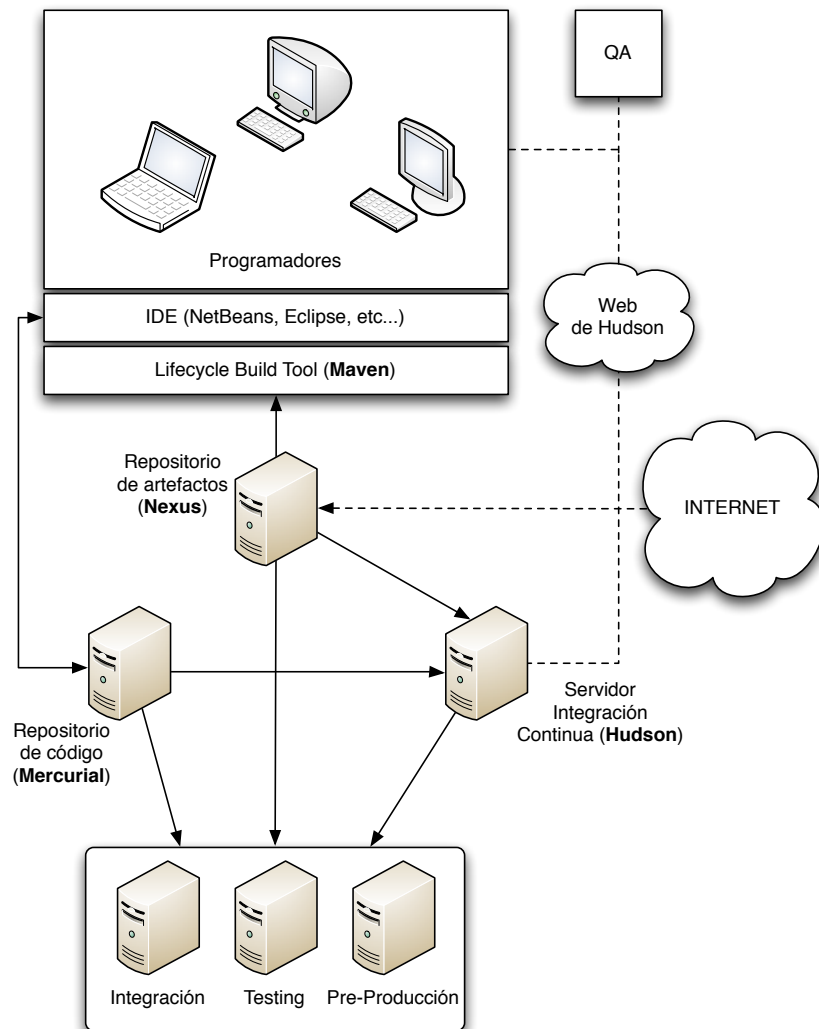 QA
Programadores
IDE (NetBeans, Eclipse, etc...)
Web
de Hudson
Lifecycle Build Tool (Maven)
Repositorio
de artefactos
(Nexus)
INTERNET
Servidor
Integración
Continua (Hudson)
Repositorio
de código
(Mercurial)
Integración
Testing
Pre-Producción